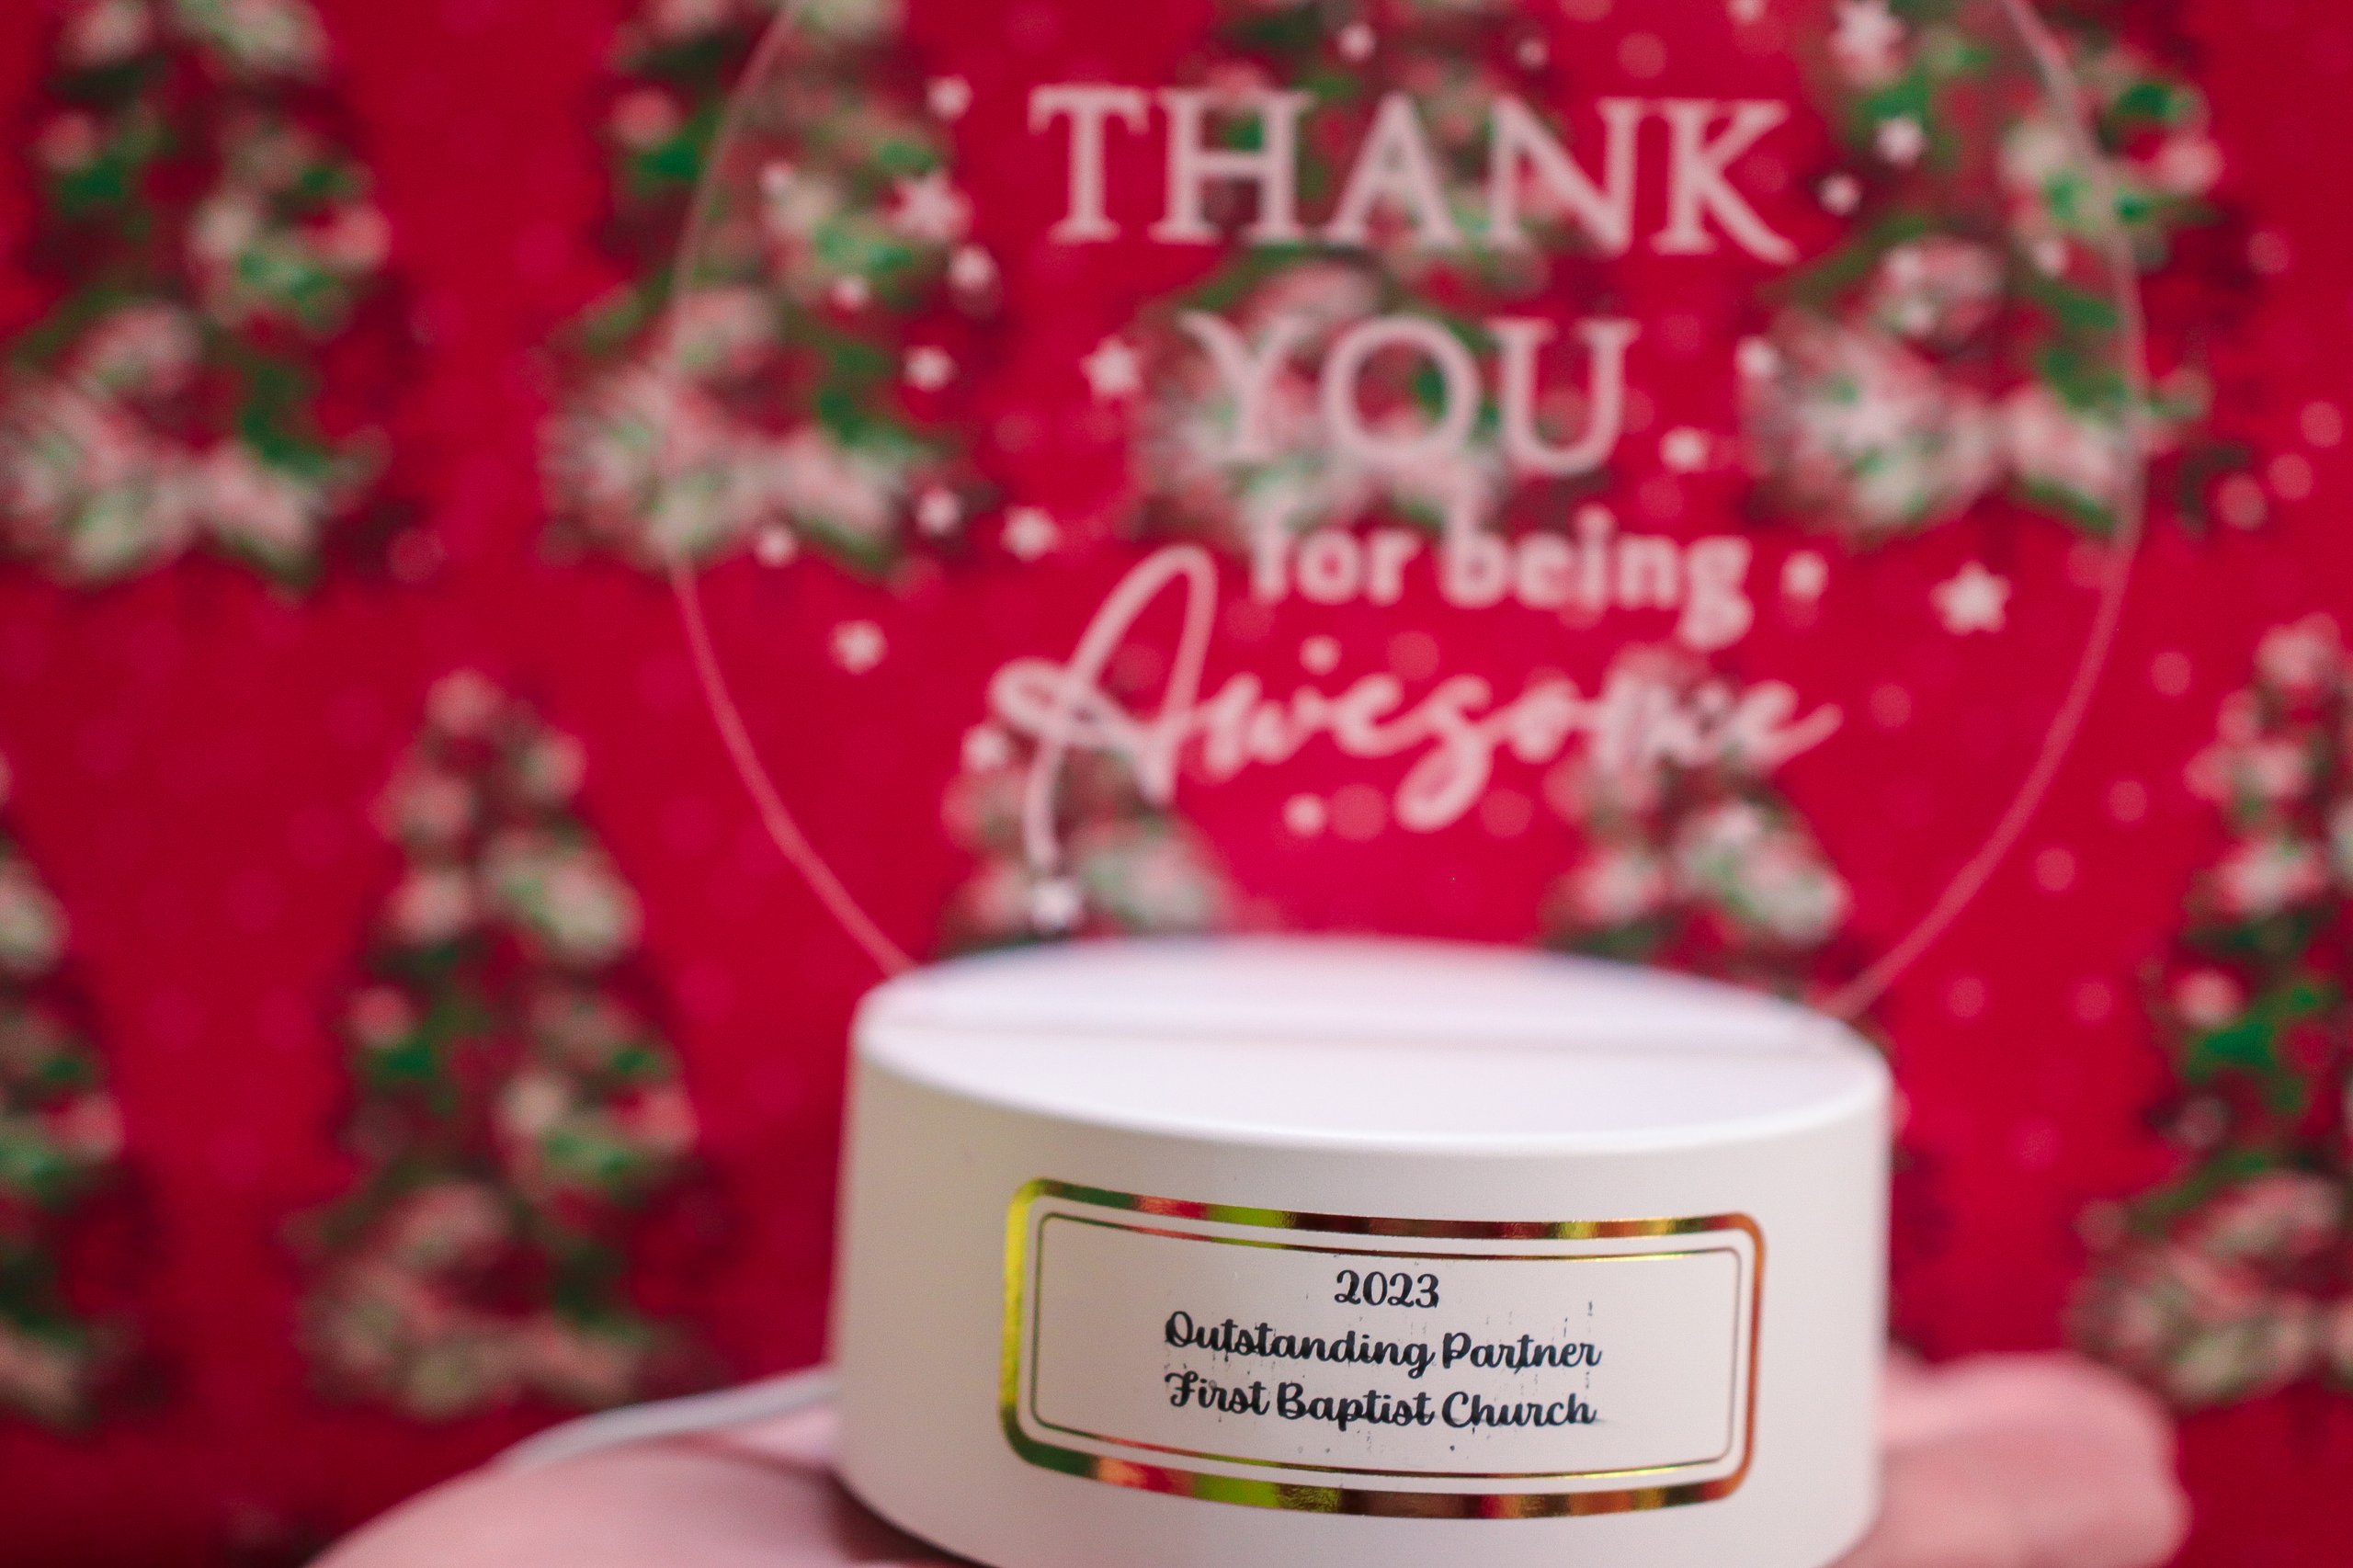 THANK
YOU
for being
Awesome
2023
Outstanding Partner
First Baptist Church